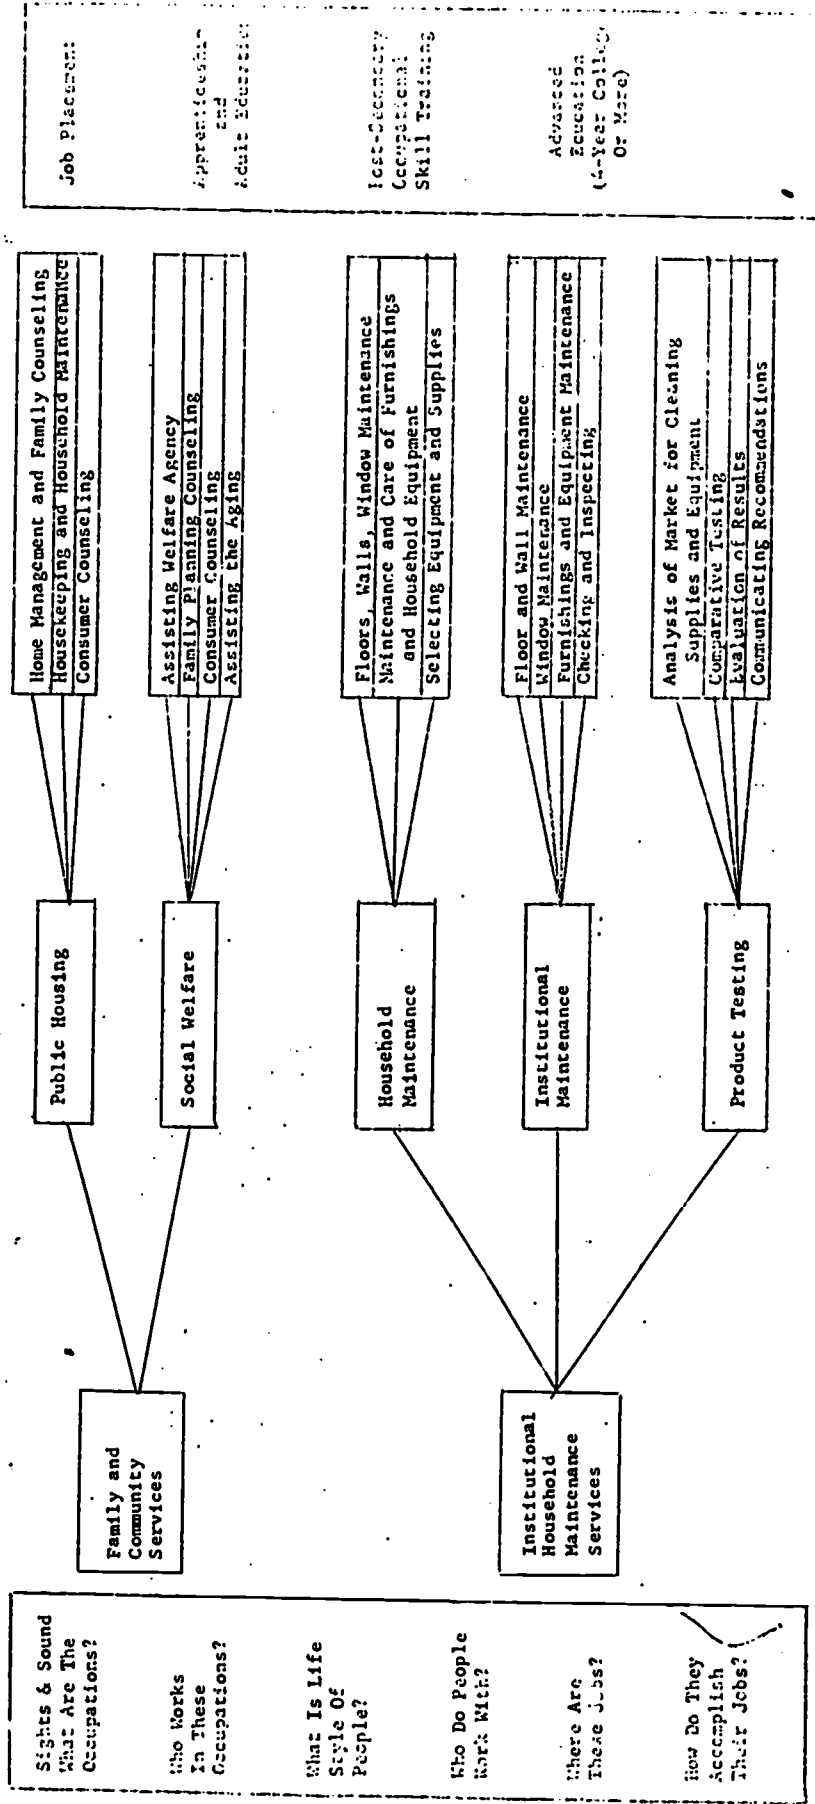 Sights & Sound
What Are The
Occupations?
Who Works
In These
Occupations?
What Is Life
Style Of
People?
Who Do People
Work With?
Where Are
These Jobs?
How Do They
Accomplish
Their Jobs?
Family and
Community
Services
Institutional
Household
Maintenance
Services
Public Housing
Social Welfare
Household
Maintenance
Institutional
Maintenance
Product Testing
Home Management and Family Counseling
Housekeeping and Household Maintenance
Consumer Counseling
Assisting Welfare Agency
Family Planning Counseling
Consumer Counseling
Assisting the Aging
Floors, Walls, Window Maintenance
Maintenance and Care of Furnishings
and Household Equipment
Selecting Equipment and Supplies
Floor and Wall Maintenance
Window Maintenance
Furnishings and Equipment Maintenance
Checking and Inspecting
Analysis of Market for Cleaning
Supplies and Equipment
Comparative Testing
Evaluation of Results
Communicating Recommendations
Job Placement
Apprenticeship
and
Adult Education
Post-Secondary
Occupational
Skill Training
Advanced
Education
(4-Year College
Or More)